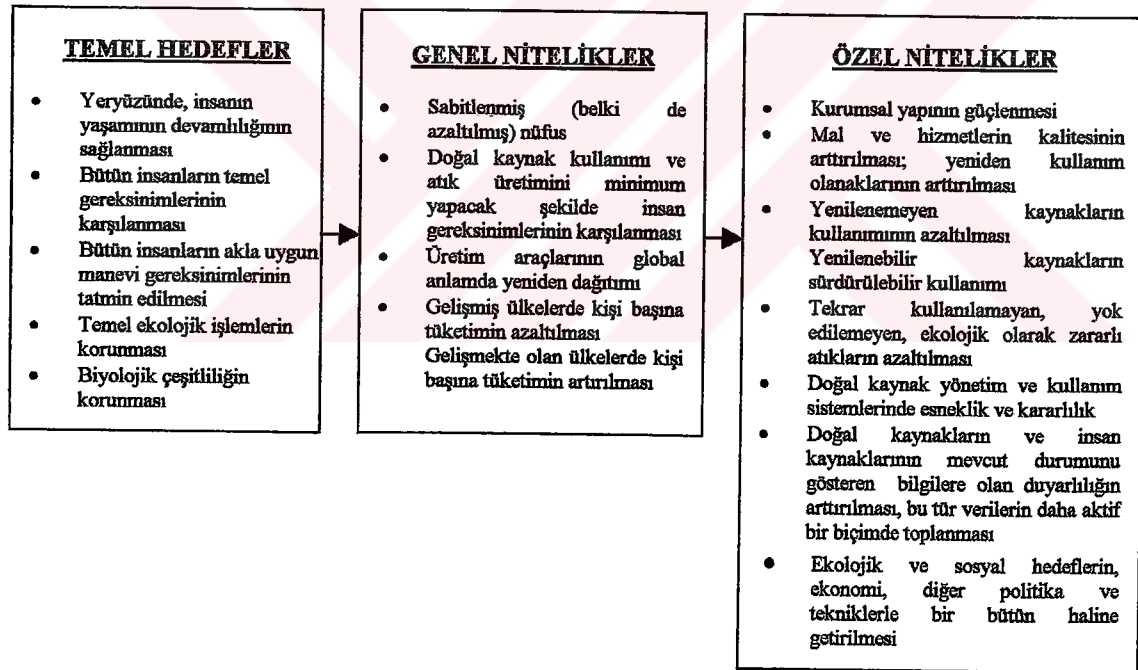 TEMEL HEDEFLER
• Yeryüzünde, insanın
yaşamının devamlılığının
sağlanması
• Bütün insanların temel
gereksinimlerinin
karşılanması
• Bütün insanların akla uygun
manevi gereksinimlerinin
tatmin edilmesi
• Temel ekolojik işlemlerin
korunması
• Biyolojik çeşitliliğin
korunması
GENEL NİTELİKLER
• Sabitlenmiş (belki de
azaltılmış) nüfus
• Doğal kaynak kullanımı ve
atık üretimini minimum
yapacak şekilde insan
gereksinimlerinin karşılanması
• Üretim araçlarının global
anlamda yeniden dağıtımı
• Gelişmiş ülkelerde kişi başına
tüketimin azaltılması
Gelişmekte olan ülkelerde kişi
başına tüketimin artırılması
ÖZEL NİTELİKLER
• Kurumsal yapının güçlenmesi
• Mal ve hizmetlerin kalitesinin
arttırılması; yeniden kullanım
olanaklarının arttırılması
• Yenilenemeyen kaynakların
kullanımının azaltılması
Yenilenebilir kaynakların
sürdürülebilir kullanımı
• Tekrar kullanılamayan, yok
edilemeyen, ekolojik olarak zararlı
atıkların azaltılması
• Doğal kaynak yönetim ve kullanım
sistemlerinde esneklik ve kararlılık
• Doğal kaynakların ve insan
kaynaklarının mevcut durumunu
gösteren bilgilere olan duyarlılığın
arttırılması, bu tür verilerin daha aktif
bir biçimde toplanması
• Ekolojik ve sosyal hedeflerin,
ekonomi, diğer politika ve
tekniklerle bir bütün haline
getirilmesi